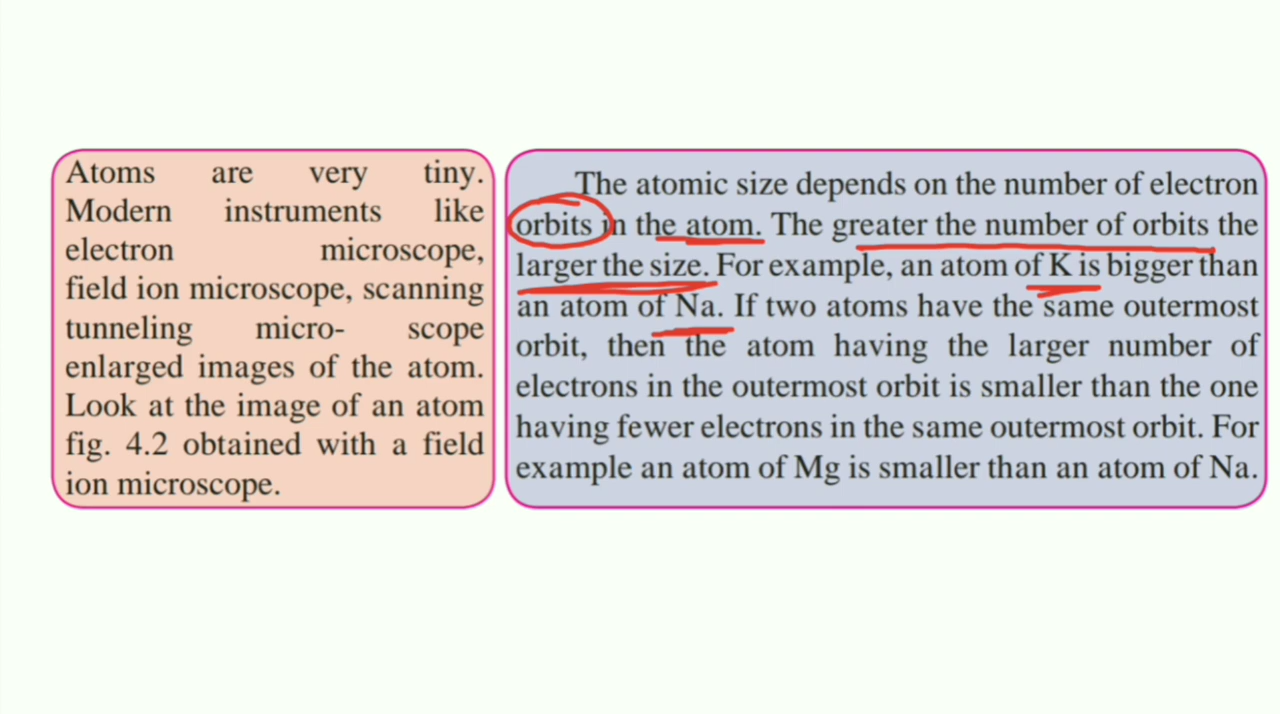 Atoms are very tiny.
Modern instruments like
electron microscope,
field ion microscope, scanning
tunneling micro- scope
enlarged images of the atom.
Look at the image of an atom
fig. 4.2 obtained with a field
ion microscope.
The atomic size depends on the number of electron
orbits in the atom. The greater the number of orbits the
larger the size. For example, an atom of K is bigger than
an atom of Na. If two atoms have the same outermost
orbit, then the atom having the larger number of
electrons in the outermost orbit is smaller than the one
having fewer electrons in the same outermost orbit. For
example an atom of Mg is smaller than an atom of Na.